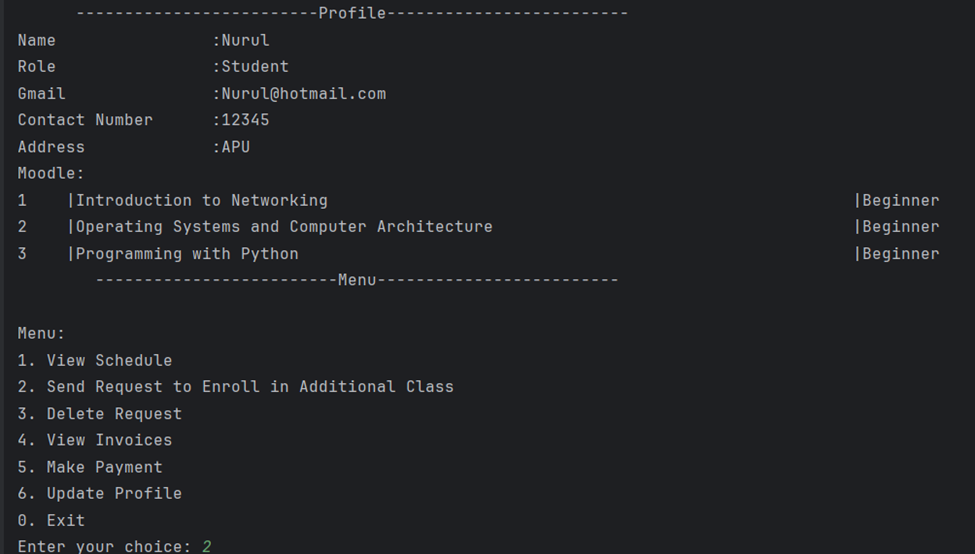 -------------------------Profile-------------------------
Name                :Nurul
Role                :Student
Gmail               :Nurul@hotmail.com
Contact Number      :12345
Address             :APU
Moodle:
1    |Introduction to Networking                                                      |Beginner
2    |Operating Systems and Computer Architecture                                     |Beginner
3    |Programming with Python                                                         |Beginner
-------------------------Menu-------------------------
Menu:
1. View Schedule
2. Send Request to Enroll in Additional Class
3. Delete Request
4. View Invoices
5. Make Payment
6. Update Profile
0. Exit
Enter your choice: 2